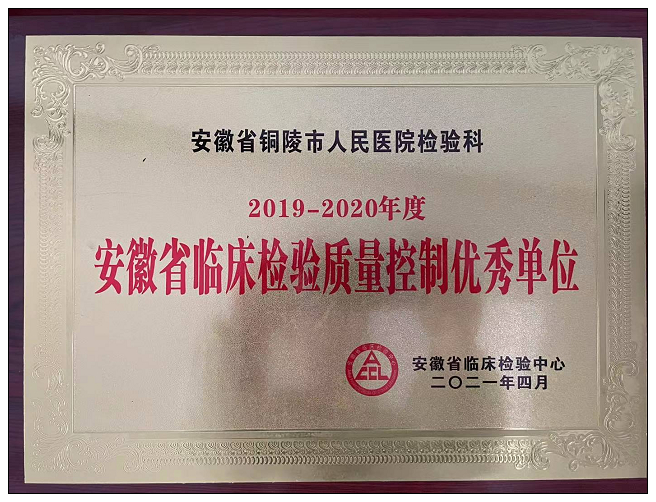 安徽省铜陵市人民医院检验科
2019-2020年度
安徽省临床检验质量控制优秀单位
安徽省临床检验中心
二〇二一年四月